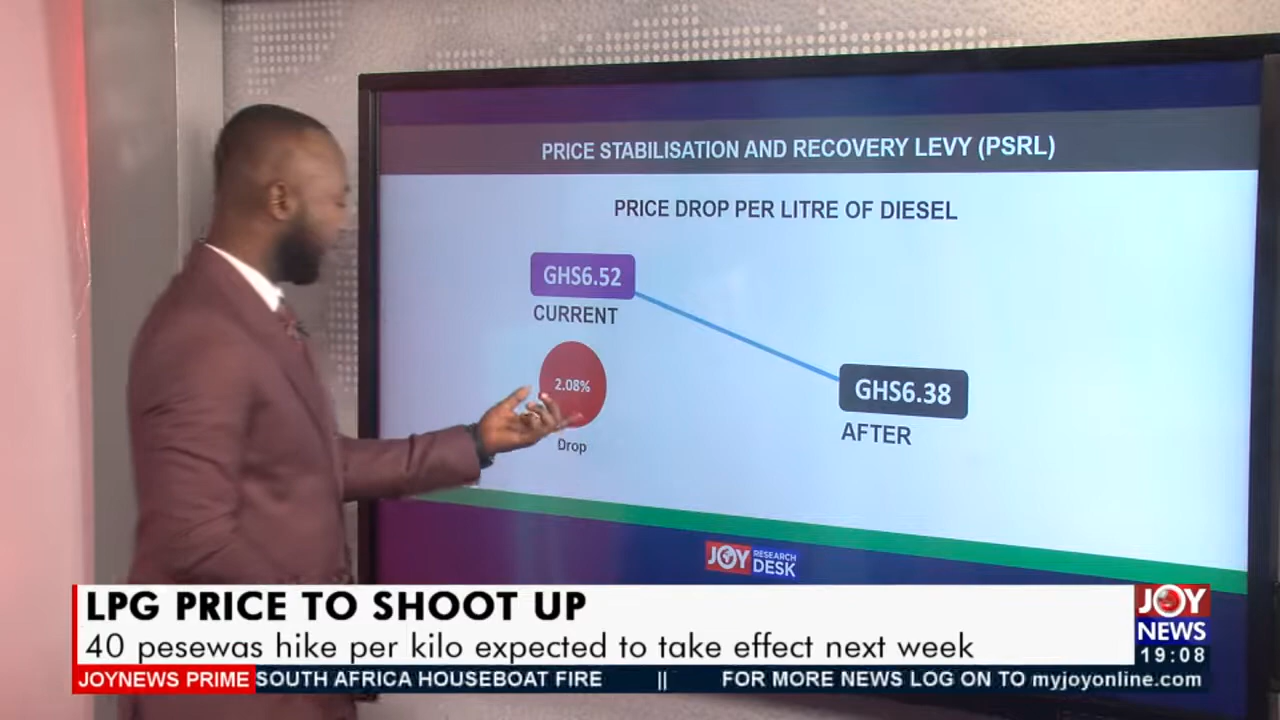 PRICE STABILISATION AND RECOVERY LEVY (PSRL)
PRICE DROP PER LITRE OF DIESEL
GHS6.52
CURRENT
2.08%
Drop
GHS6.38
AFTER
JOY RESEARCH DESK
LPG PRICE TO SHOOT UP
40 pesewas hike per kilo expected to take effect next week
JOY NEWS
19:08
JOYNEWS PRIME SOUTH AFRICA HOUSEBOAT FIRE || FOR MORE NEWS LOG ON TO myjoyonline.com